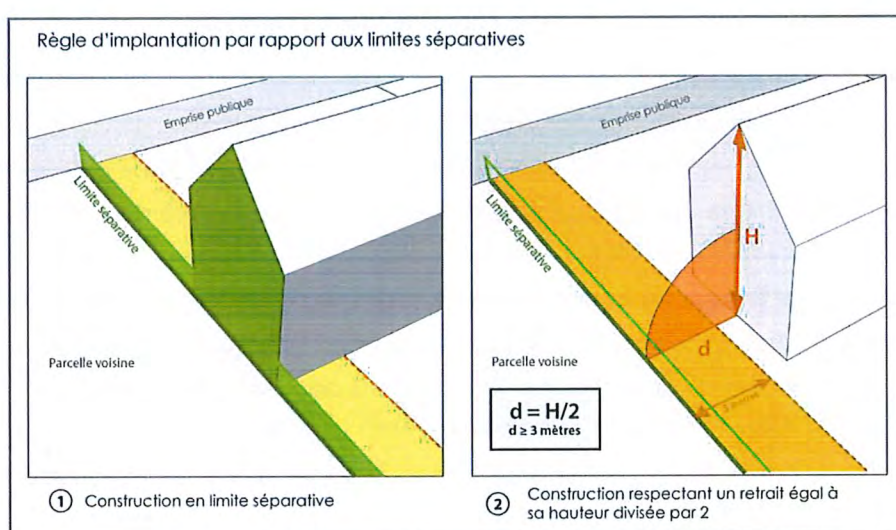 Règle d'implantation par rapport aux limites séparatives
Emprise publique
Limite séparative
Parcelle voisine
① Construction en limite séparative
Emprise publique
Limite séparative
H
d
Parcelle voisine
d = H/2
d ≥ 3 mètres
② Construction respectant un retrait égal à
sa hauteur divisée par 2